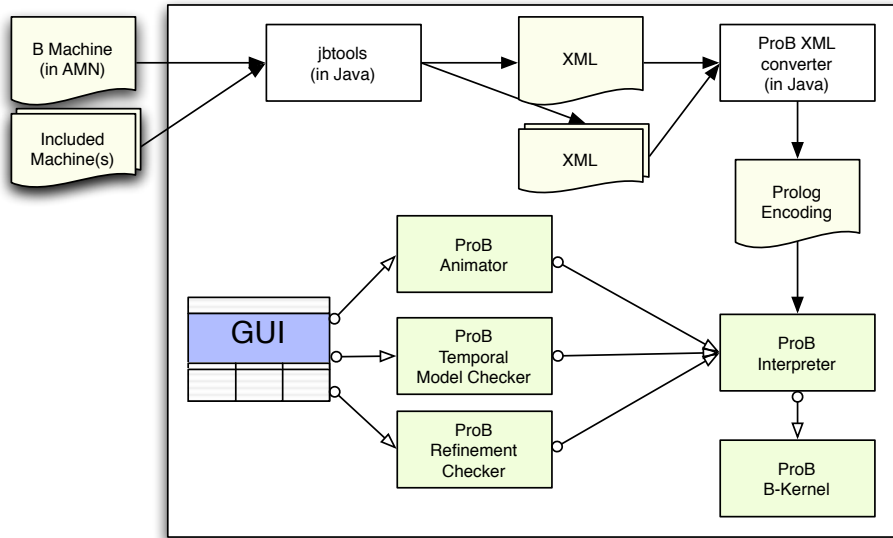 B Machine
(in AMN)
jbtools
(in Java)
XML
ProB XML
converter
(in Java)
Included
Machine(s)
XML
Prolog
Encoding
ProB
Animator
GUI
ProB
Temporal
Model Checker
ProB
Interpreter
ProB
Refinement
Checker
ProB
B-Kernel